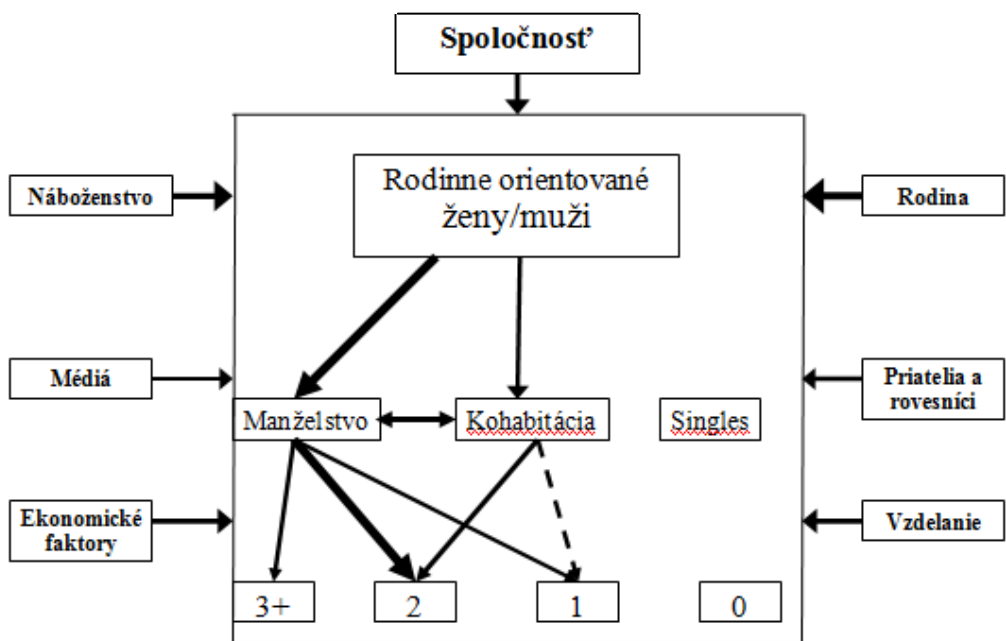 Spoločnosť
Rodinne orientované
ženy/muži
Náboženstvo
Rodina
Médiá
Priatelia a
rovesníci
Manželstvo
Kohabitácia
Singles
Ekonomické
faktory
Vzdelanie
3+
2
1
0